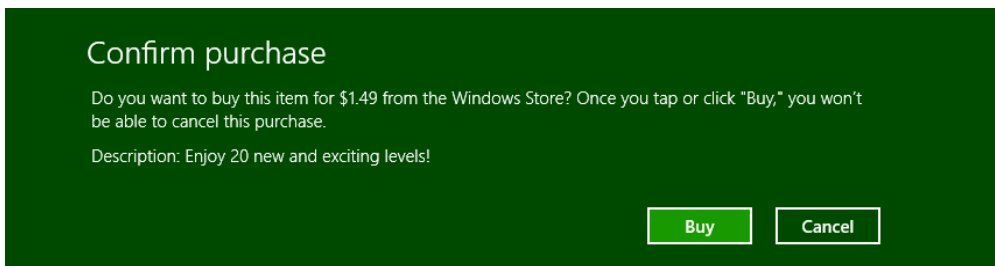 Confirm purchase
Do you want to buy this item for $1.49 from the Windows Store? Once you tap or click "Buy," you won't
be able to cancel this purchase.
Description: Enjoy 20 new and exciting levels!
Buy
Cancel